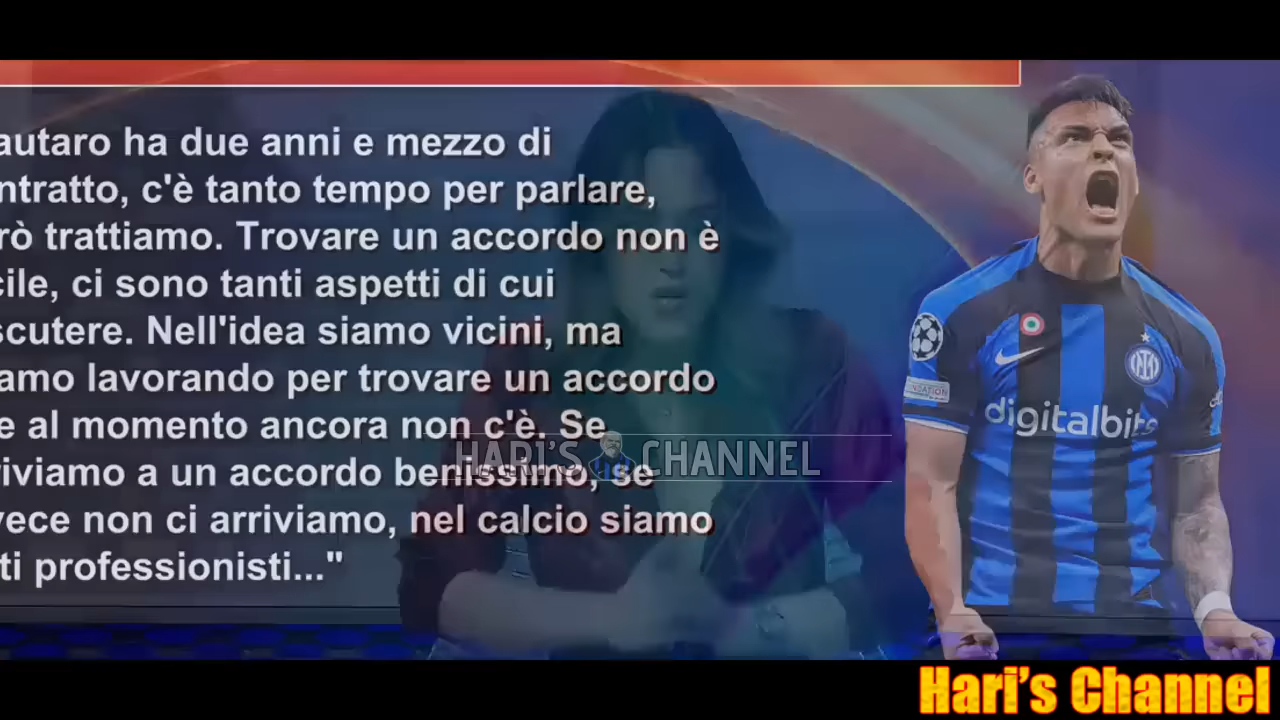 autaro ha due anni e mezzo di
ntratto, c'è tanto tempo per parlare,
rò trattiamo. Trovare un accordo non è
cile, ci sono tanti aspetti di cui
scutere. Nell'idea siamo vicini, ma
amo lavorando per trovare un accordo
e al momento ancora non c'è. Se
riviamo a un accordo benissimo, se
vece non ci arriviamo, nel calcio siamo
ti professionisti..."
HARI'S CHANNEL
digitalbits
Hari's Channel